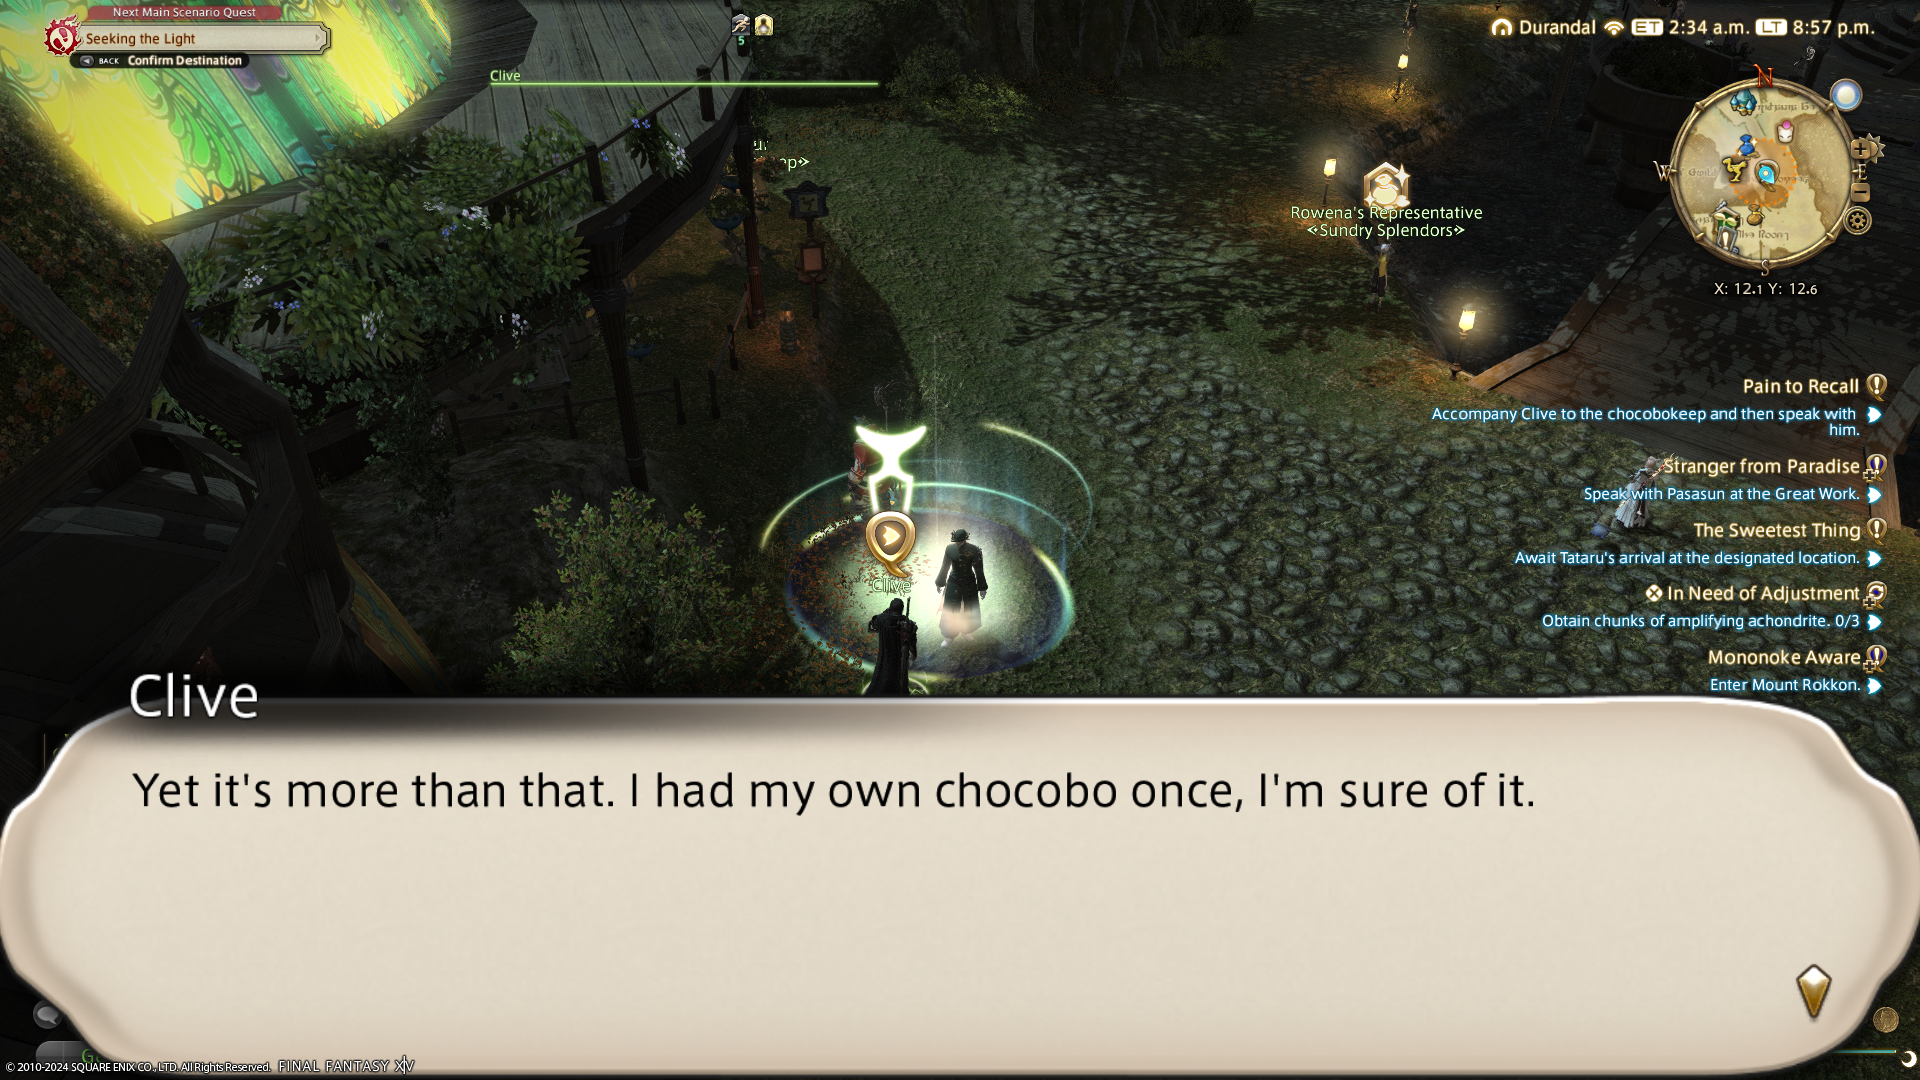 Next Main Scenario Quest
Seeking the Light
BACK Confirm Destination
5
Clive
Durandal ET 2:34 a.m. LT 8:57 p.m.
N
W
E
S
X: 12.1 Y: 12.6
Rowena's Representative
<Sundry Splendors>
Pain to Recall
Accompany Clive to the chocobokeep and then speak with
him.
Stranger from Paradise
Speak with Pasasun at the Great Work.
The Sweetest Thing
Await Tataru's arrival at the designated location.
In Need of Adjustment
Obtain chunks of amplifying achondrite. 0/3
Mononoke Aware
Enter Mount Rokkon.
Clive
Clive
Yet it's more than that. I had my own chocobo once, I'm sure of it.
© 2010-2024 SQUARE ENIX CO., LTD. All Rights Reserved. FINAL FANTASY XIV